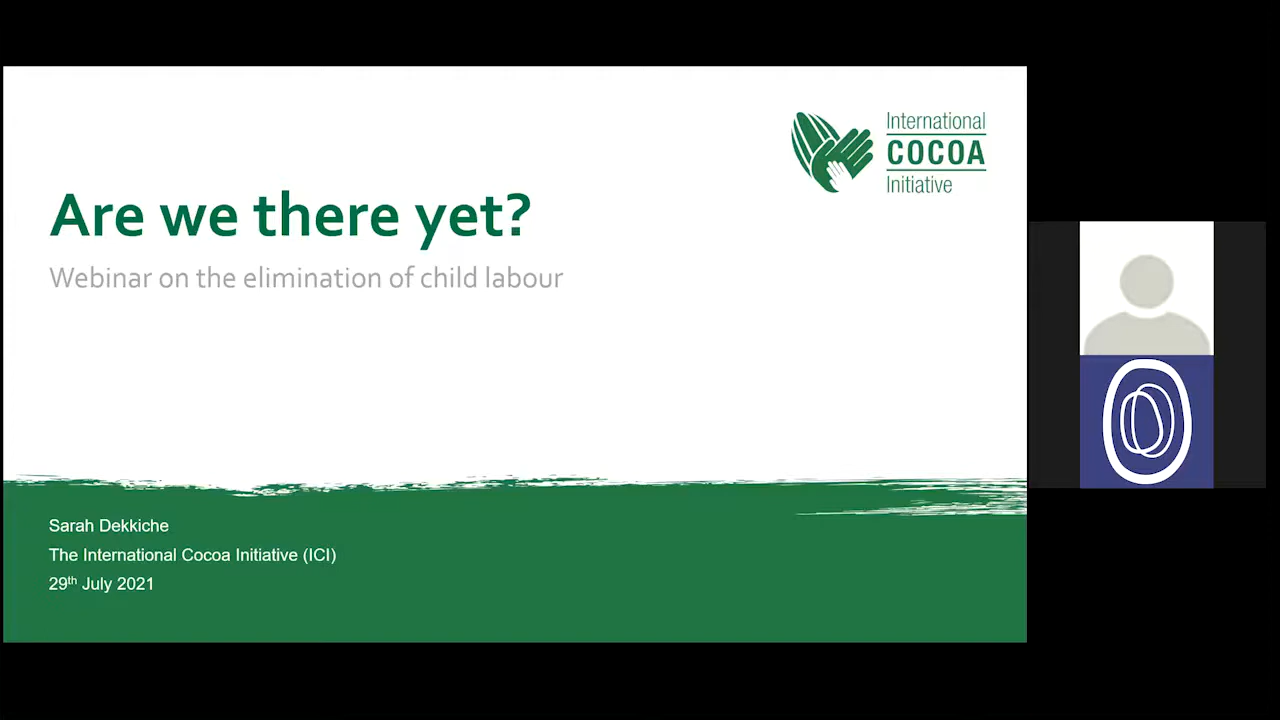 International
COCOA
Initiative
Are we there yet?
Webinar on the elimination of child labour
Sarah Dekkiche
The International Cocoa Initiative (ICI)
29th July 2021